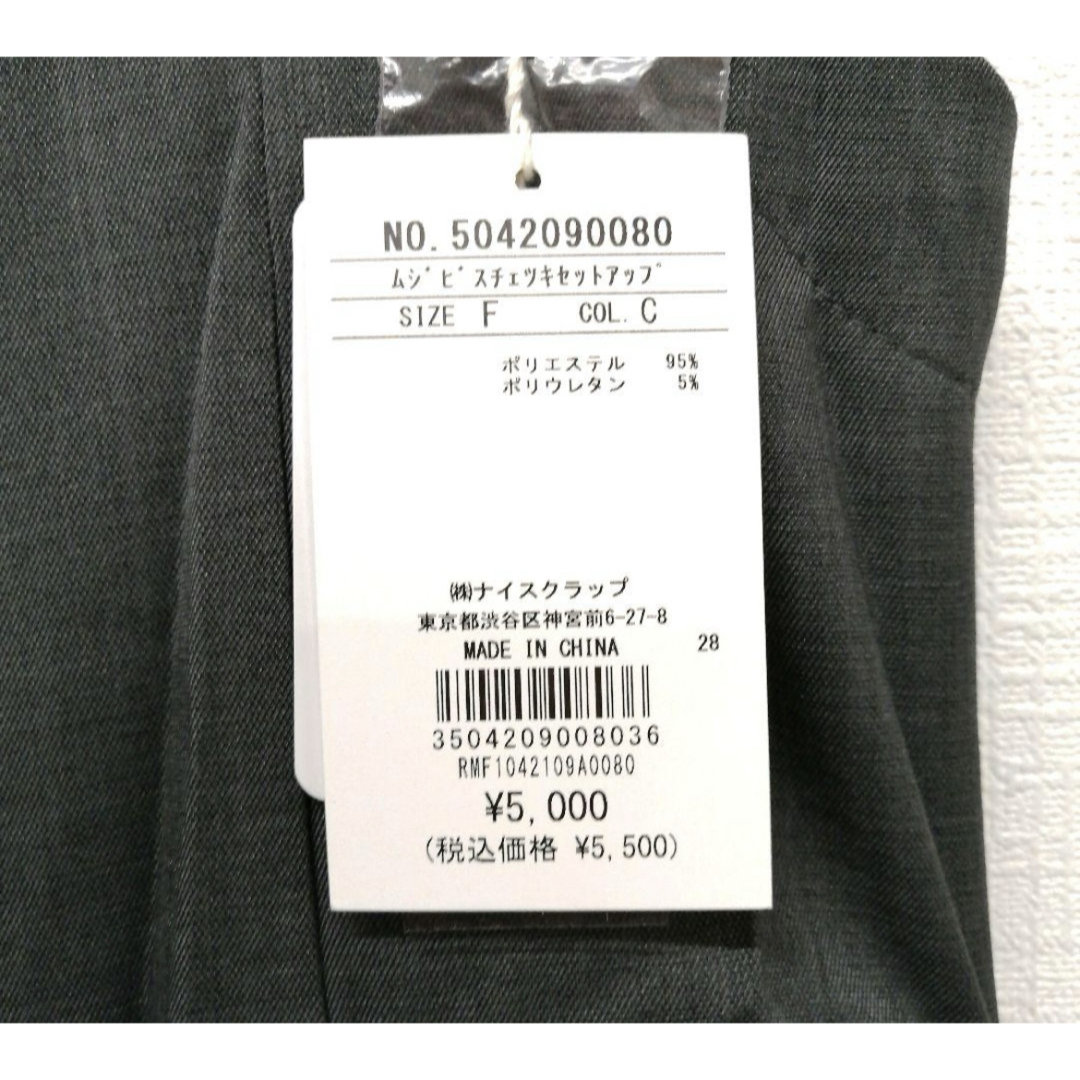 NO. 5042090080
ﾑｼﾞﾋﾞｽﾁｪﾂｷｾｯﾄｱｯﾌﾟ
SIZE F COL. C
ポリエステル 95%
ポリウレタン 5%
㈱ナイスクラップ
東京都渋谷区神宮前6-27-8
MADE IN CHINA 28
3504209008036
RMF1042109A0080
¥5,000
(税込価格 ¥5,500)